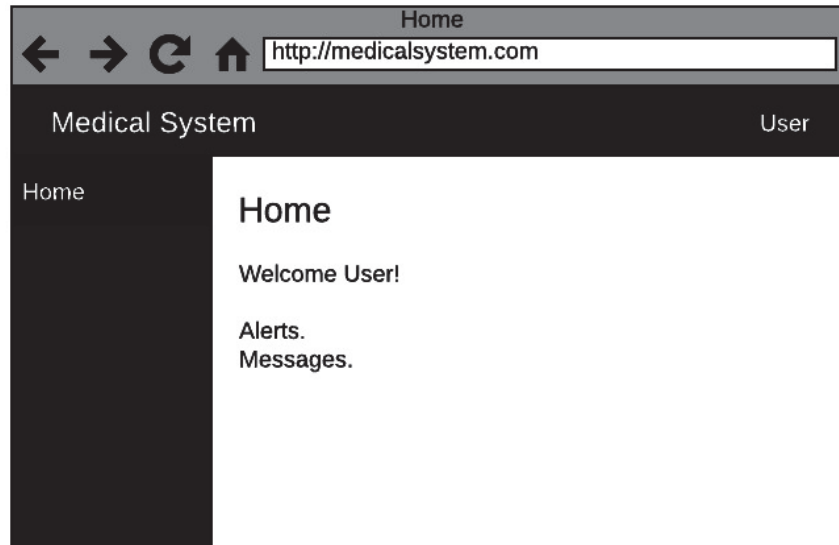 Home
http://medicalsystem.com
Medical System
User
Home
Home
Welcome User!
Alerts.
Messages.